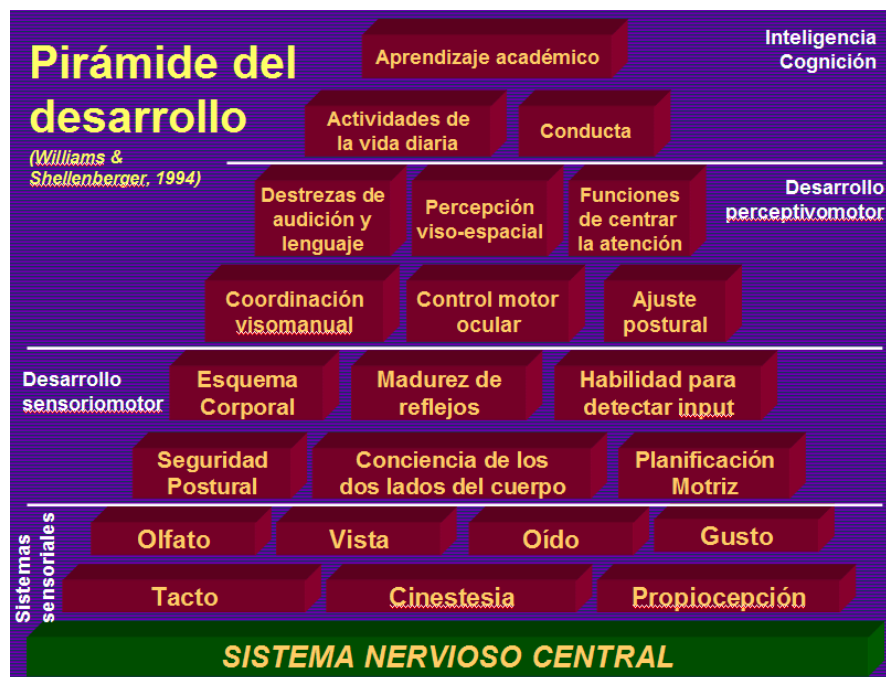 Pirámide del
desarrollo
(Williams &
Shellenberger, 1994)
Inteligencia
Cognición
Aprendizaje académico
Actividades de
la vida diaria
Conducta
Desarrollo
perceptivomotor
Destrezas de
audición y
lenguaje
Percepción
viso-espacial
Funciones
de centrar
la atención
Coordinación
visomanual
Control motor
ocular
Ajuste
postural
Desarrollo
sensoriomotor
Esquema
Corporal
Madurez de
reflejos
Habilidad para
detectar input
Seguridad
Postural
Conciencia de los
dos lados del cuerpo
Planificación
Motriz
Sistemas
sensoriales
Olfato
Vista
Oído
Gusto
Tacto
Cinestesia
Propiocepción
SISTEMA NERVIOSO CENTRAL